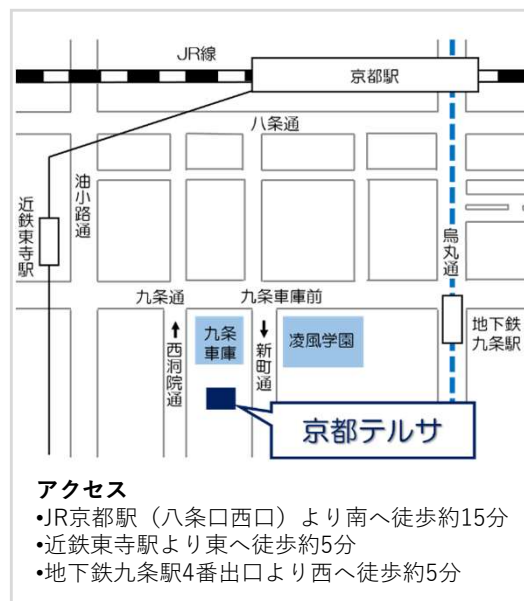 JR線
京都駅
八条通
油小路通
近鉄東寺駅
烏丸通
九条通
九条車庫前
地下鉄
九条駅
九条
車庫
凌風学園
↑
西洞院通
↓
新町通
京都テルサ
アクセス
•JR京都駅（八条口西口）より南へ徒歩約15分
•近鉄東寺駅より東へ徒歩約5分
•地下鉄九条駅4番出口より西へ徒歩約5分